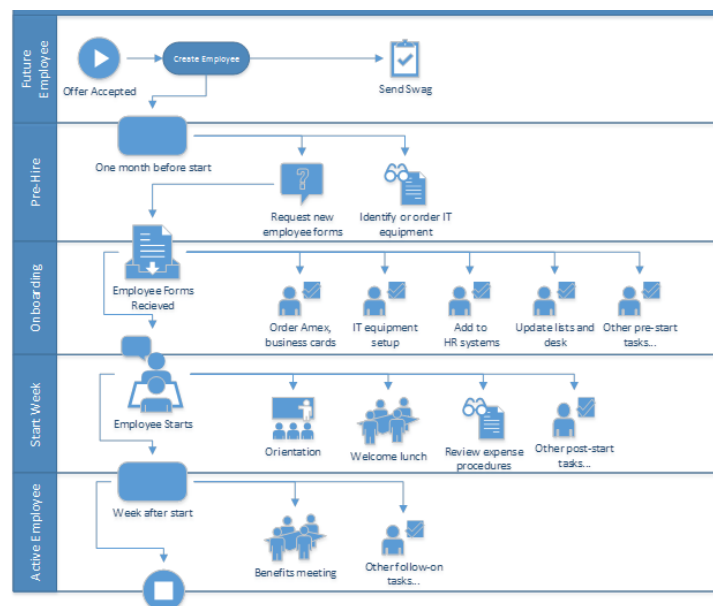 Future
Employee
Offer Accepted
Create Employee
Send Swag
Pre-Hire
One month before start
Request new
employee forms
Identify or order IT
equipment
Onboarding
Employee Forms
Recieved
Order Amex,
business cards
IT equipment
setup
Add to
HR systems
Update lists and
desk
Other pre-start
tasks...
Start Week
Employee Starts
Orientation
Welcome lunch
Review expense
procedures
Other post-start
tasks...
Active Employee
Week after start
Benefits meeting
Other follow-on
tasks...